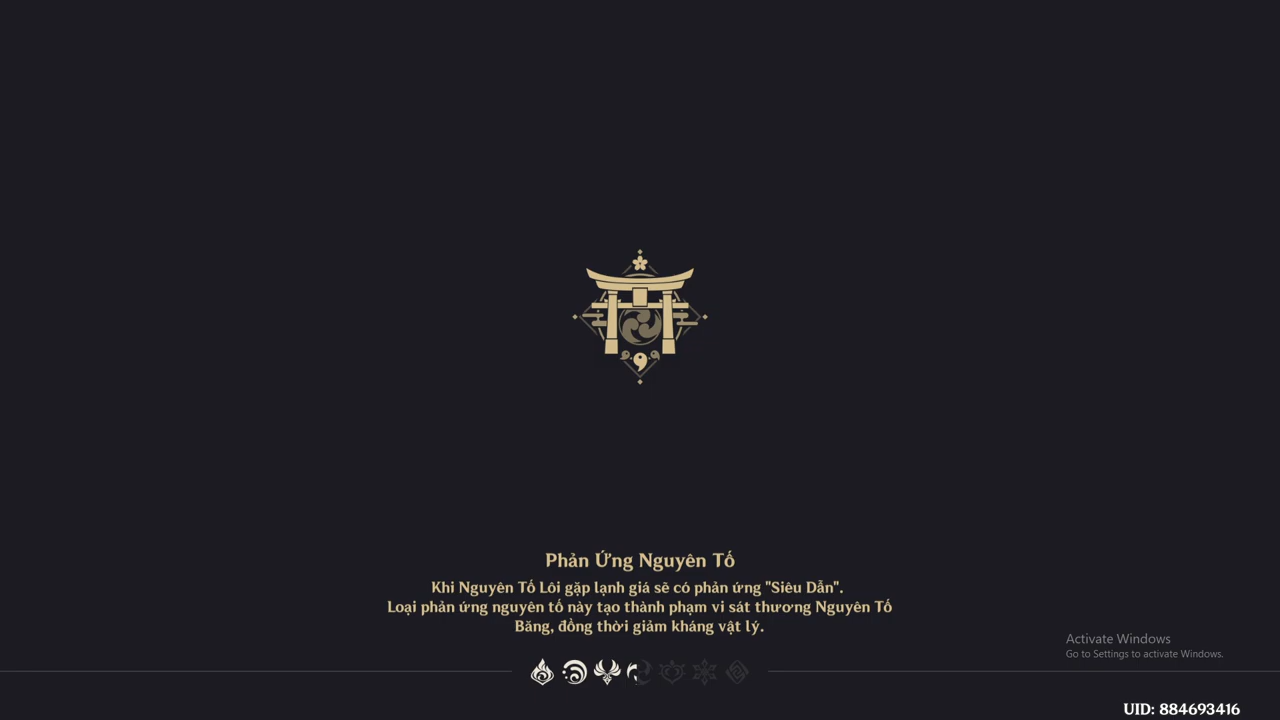 Phản Ứng Nguyên Tố
Khi Nguyên Tố Lôi gặp lạnh giá sẽ có phản ứng "Siêu Dẫn".
Loại phản ứng nguyên tố này tạo thành phạm vi sát thương Nguyên Tố
Băng, đồng thời giảm kháng vật lý.
Activate Windows
Go to Settings to activate Windows.
UID: 884693416